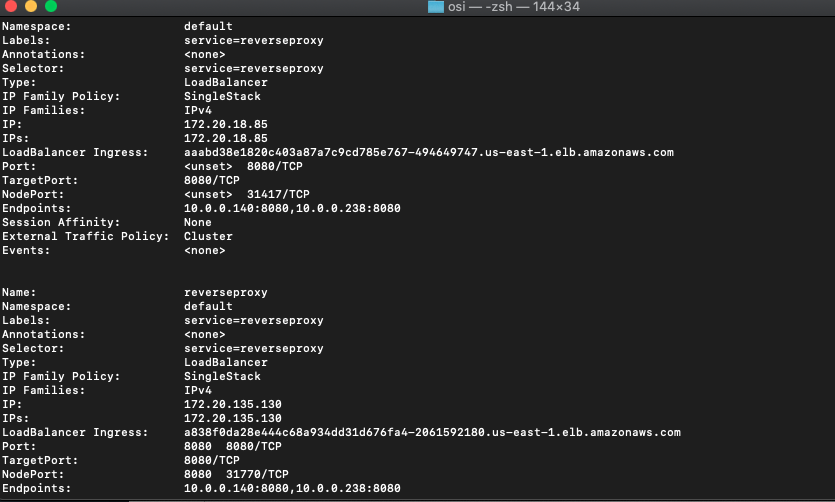 osi — -zsh — 144×34
Namespace: default
Labels: service=reverseproxy
Annotations: <none>
Selector: service=reverseproxy
Type: LoadBalancer
IP Family Policy: SingleStack
IP Families: IPv4
IP: 172.20.18.85
IPs: 172.20.18.85
LoadBalancer Ingress: aaabd38e1820c403a87a7c9cd785e767-494649747.us-east-1.elb.amazonaws.com
Port: <unset> 8080/TCP
TargetPort: 8080/TCP
NodePort: <unset> 31417/TCP
Endpoints: 10.0.0.140:8080,10.0.0.238:8080
Session Affinity: None
External Traffic Policy: Cluster
Events: <none>
Name: reverseproxy
Namespace: default
Labels: service=reverseproxy
Annotations: <none>
Selector: service=reverseproxy
Type: LoadBalancer
IP Family Policy: SingleStack
IP Families: IPv4
IP: 172.20.135.130
IPs: 172.20.135.130
LoadBalancer Ingress: a838f0da28e444c68a934dd31d676fa4-2061592180.us-east-1.elb.amazonaws.com
Port: 8080 8080/TCP
TargetPort: 8080/TCP
NodePort: 8080 31770/TCP
Endpoints: 10.0.0.140:8080,10.0.0.238:8080